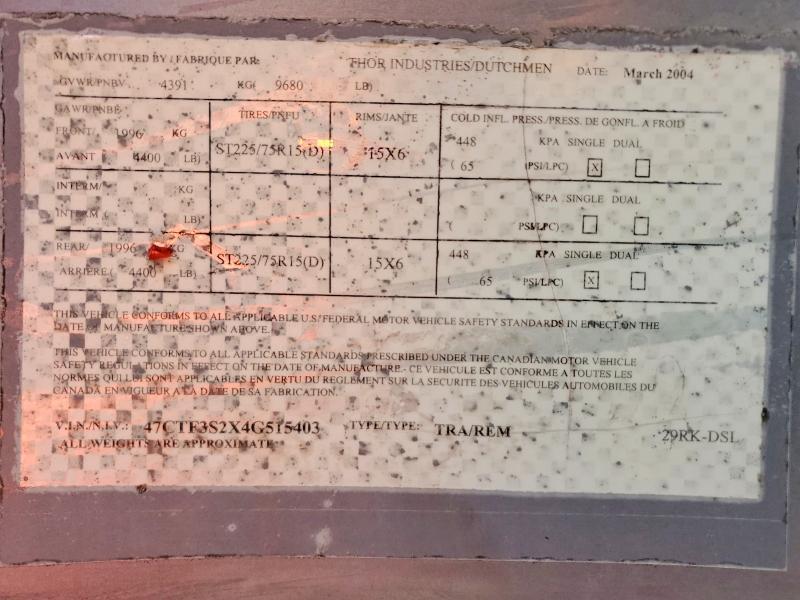 MANUFACTURED BY / FABRIQUE PAR: THOR INDUSTRIES/DUTCHMEN DATE: March 2004
GVWR/PNBV 4391 KG( 9680 LB)
GAWR/PNBE TIRES/PNEU RIMS/JANTE COLD INFL. PRESS./PRESS. DE GONFL. A FROID
FRONT 1996 KG 448 KPA SINGLE DUAL
AVANT 4400 LB) ST225/75R15(D) 15X6 ( 65 PSI/LPC) X
INTERM/ KG KPA SINGLE DUAL
INTERM ( LB) ( PSI/LPC)
REAR/ 1996 KG ST225/75R15(D) 15X6 448 KPA SINGLE DUAL
ARRIERE( 4400 LB) ( 65 PSI/LPC) X
THIS VEHICLE CONFORMS TO ALL APPLICABLE U.S. FEDERAL MOTOR VEHICLE SAFETY STANDARDS IN EFFECT ON THE
DATE OF MANUFACTURE SHOWN ABOVE.
THIS VEHICLE CONFORMS TO ALL APPLICABLE STANDARDS PRESCRIBED UNDER THE CANADIAN MOTOR VEHICLE
SAFETY REGULATIONS IN EFFECT ON THE DATE OF MANUFACTURE.- CE VEHICULE EST CONFORME A TOUTES LES
NORMES QUI LUI SONT APPLICABLES EN VERTU DU REGLEMENT SUR LA SECURITE DES VEHICULES AUTOMOBILES DU
CANADA EN VIGUEUR A LA DATE DE SA FABRICATION.
V.I.N./N.I.V.: 47CTF3S2X4G515403 TYPE/TYPE: TRA/REM 29RK-DSL
ALL WEIGHTS ARE APPROXIMATE